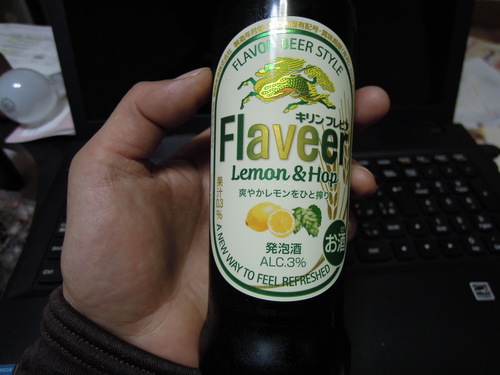 FLAVOR BEER STYLE
キリン フレビア
Flaveer
Lemon & Hop
爽やかレモンをひと搾り
果汁0.3%
お酒
発泡酒
ALC.3%
A NEW WAY TO FEEL REFRESHED